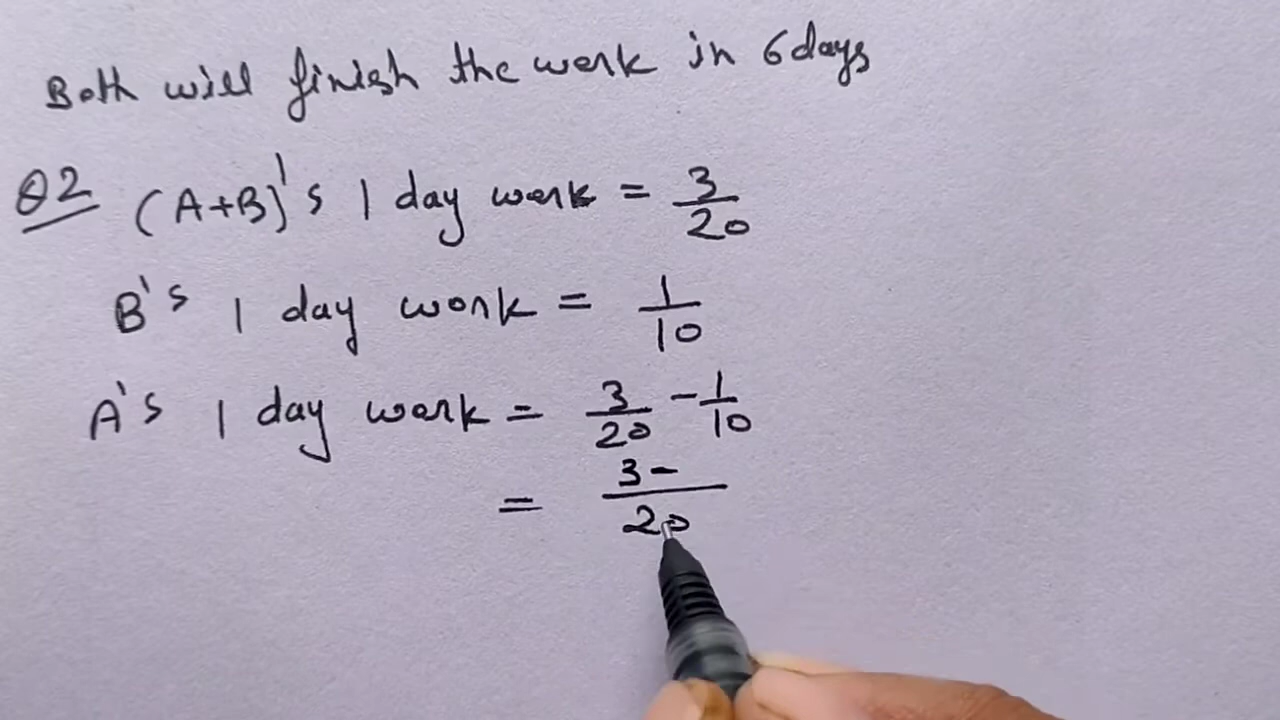 Both will finish the work in 6 days
Q2 (A+B)'s 1 day work = 3/20
B's 1 day work = 1/10
A's 1 day work = 3/20 - 1/10
= 3 - / 20